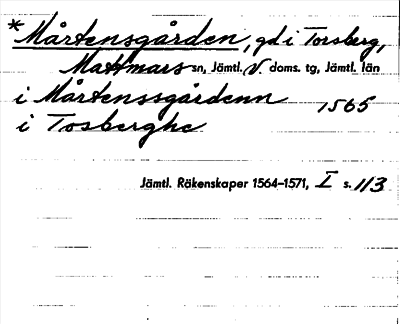 *Mårtensgården, gd i Torsberg,
Mattmars sn, Jämtl. V doms. tg, Jämtl. län
i Mårtenssgårdenn 1565
i Tosberghe
Jämtl. Räkenskaper 1564–1571, I s. 113